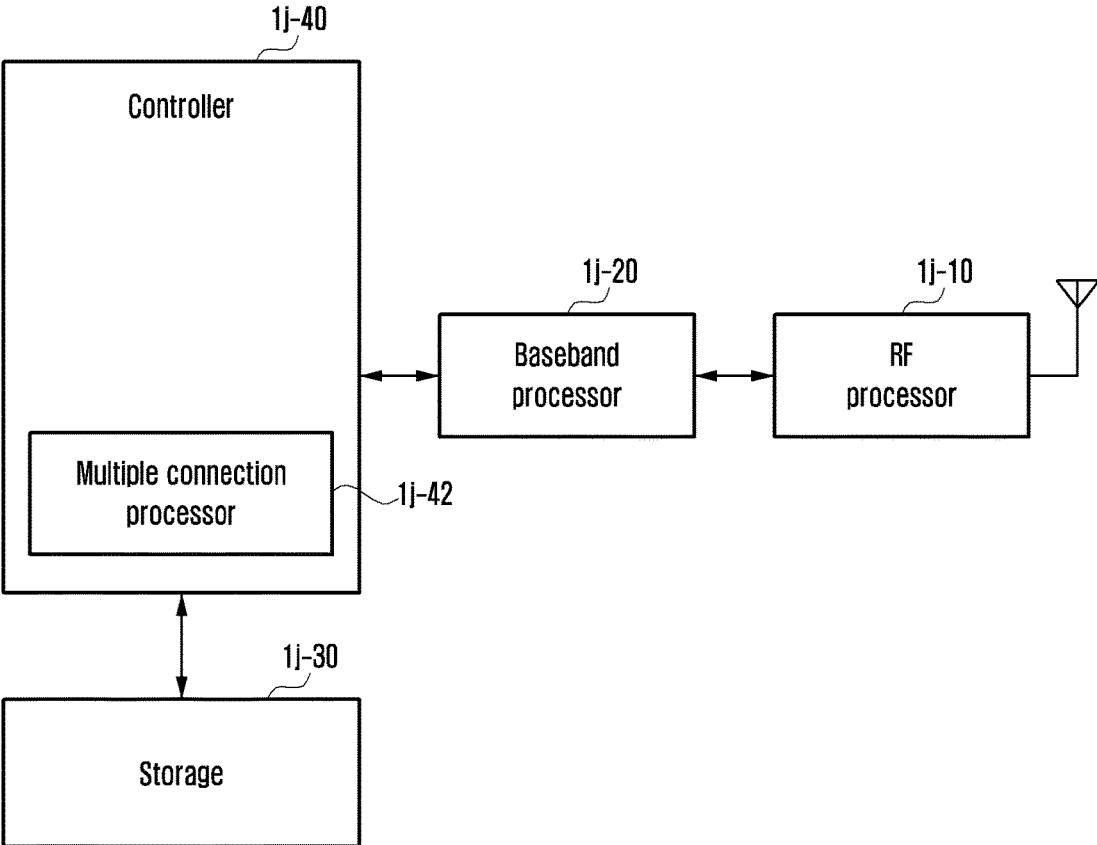 1j-40
Controller
1j-20
1j-10
Baseband
processor
RF
processor
Multiple connection
processor
1j-42
1j-30
Storage